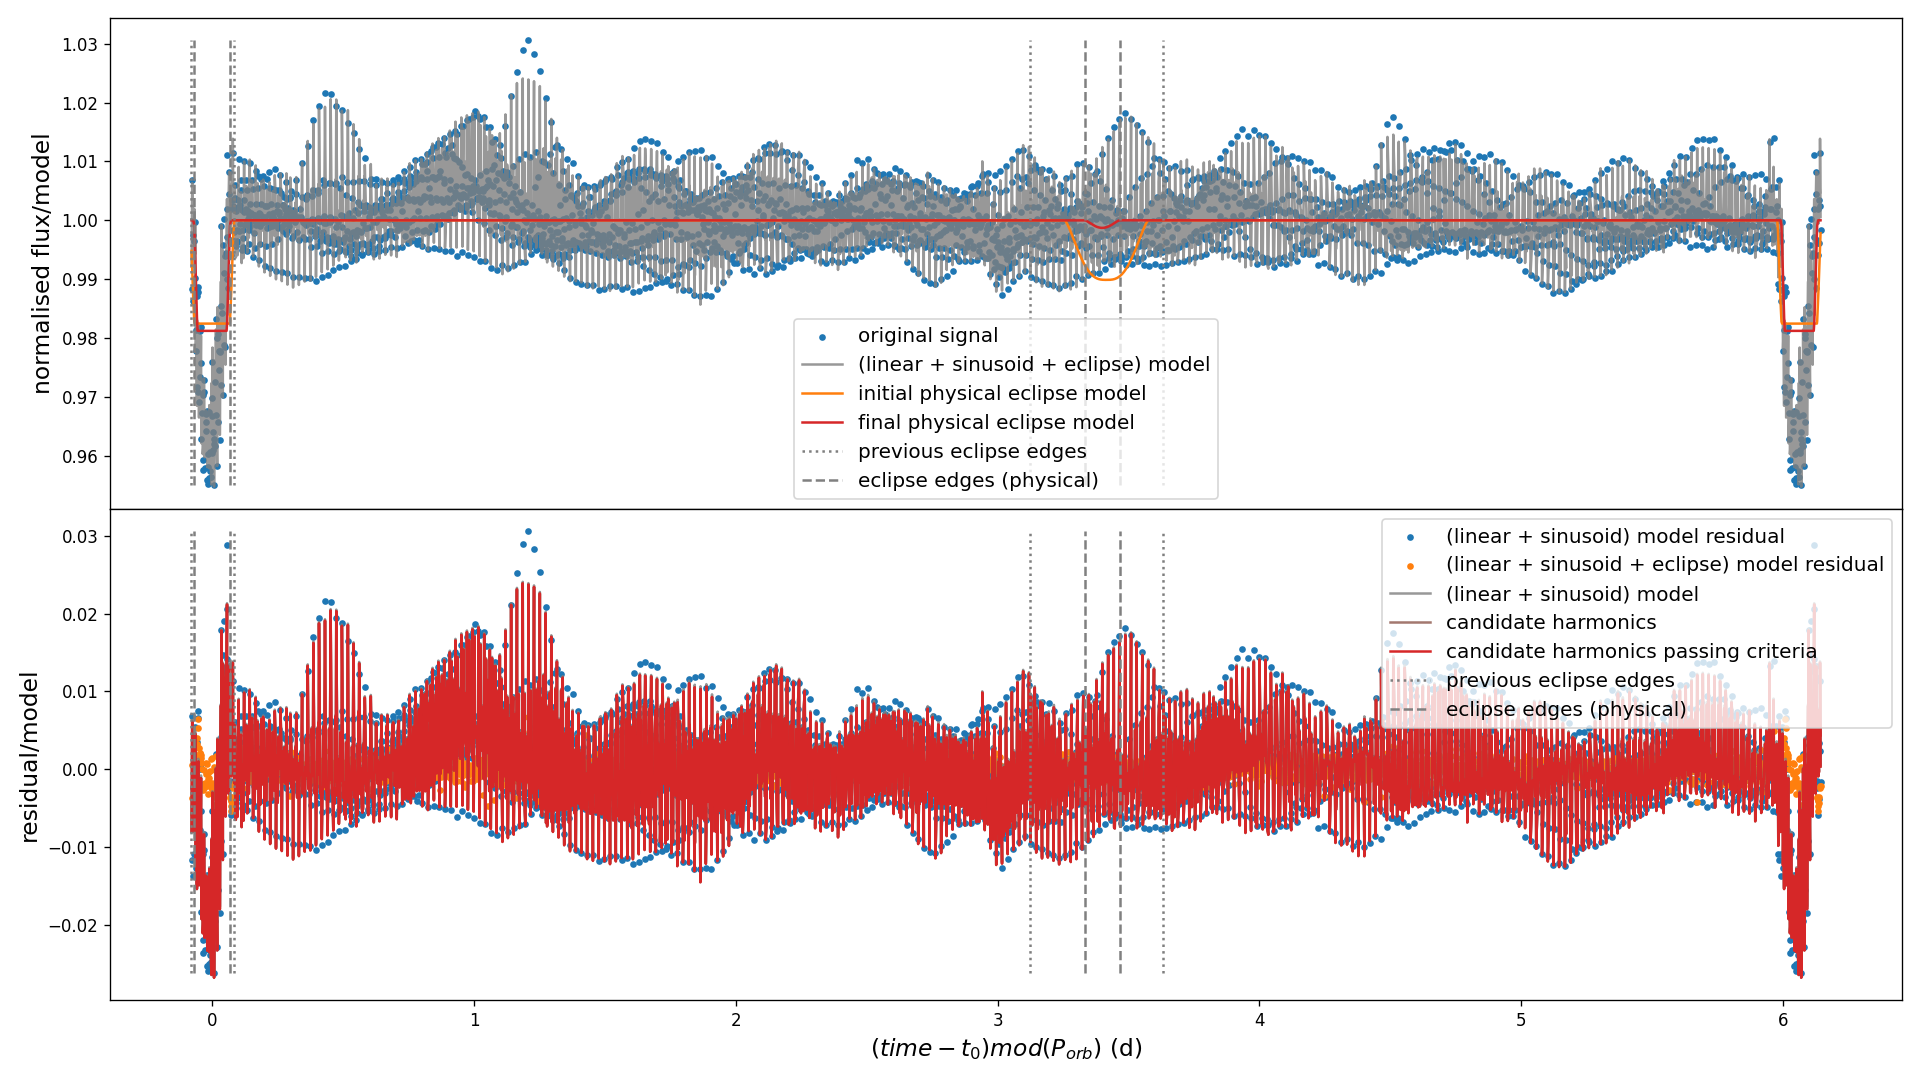 normalised flux/model
1.03
1.02
1.01
1.00
0.99
0.98
0.97
0.96
original signal
(linear + sinusoid + eclipse) model
initial physical eclipse model
final physical eclipse model
previous eclipse edges
eclipse edges (physical)
residual/model
0.03
0.02
0.01
0.00
−0.01
−0.02
(linear + sinusoid) model residual
(linear + sinusoid + eclipse) model residual
(linear + sinusoid) model
candidate harmonics
candidate harmonics passing criteria
previous eclipse edges
eclipse edges (physical)
0 1 2 3 4 5 6
(time − t₀)mod(P_orb) (d)